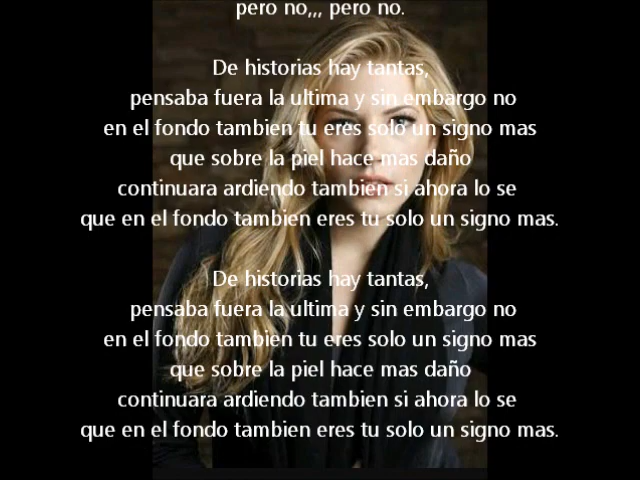 pero no,,, pero no.
De historias hay tantas,
pensaba fuera la ultima y sin embargo no
en el fondo tambien tu eres solo un signo mas
que sobre la piel hace mas daño
continuara ardiendo tambien si ahora lo se
que en el fondo tambien eres tu solo un signo mas.
De historias hay tantas,
pensaba fuera la ultima y sin embargo no
en el fondo tambien tu eres solo un signo mas
que sobre la piel hace mas daño
continuara ardiendo tambien si ahora lo se
que en el fondo tambien eres tu solo un signo mas.